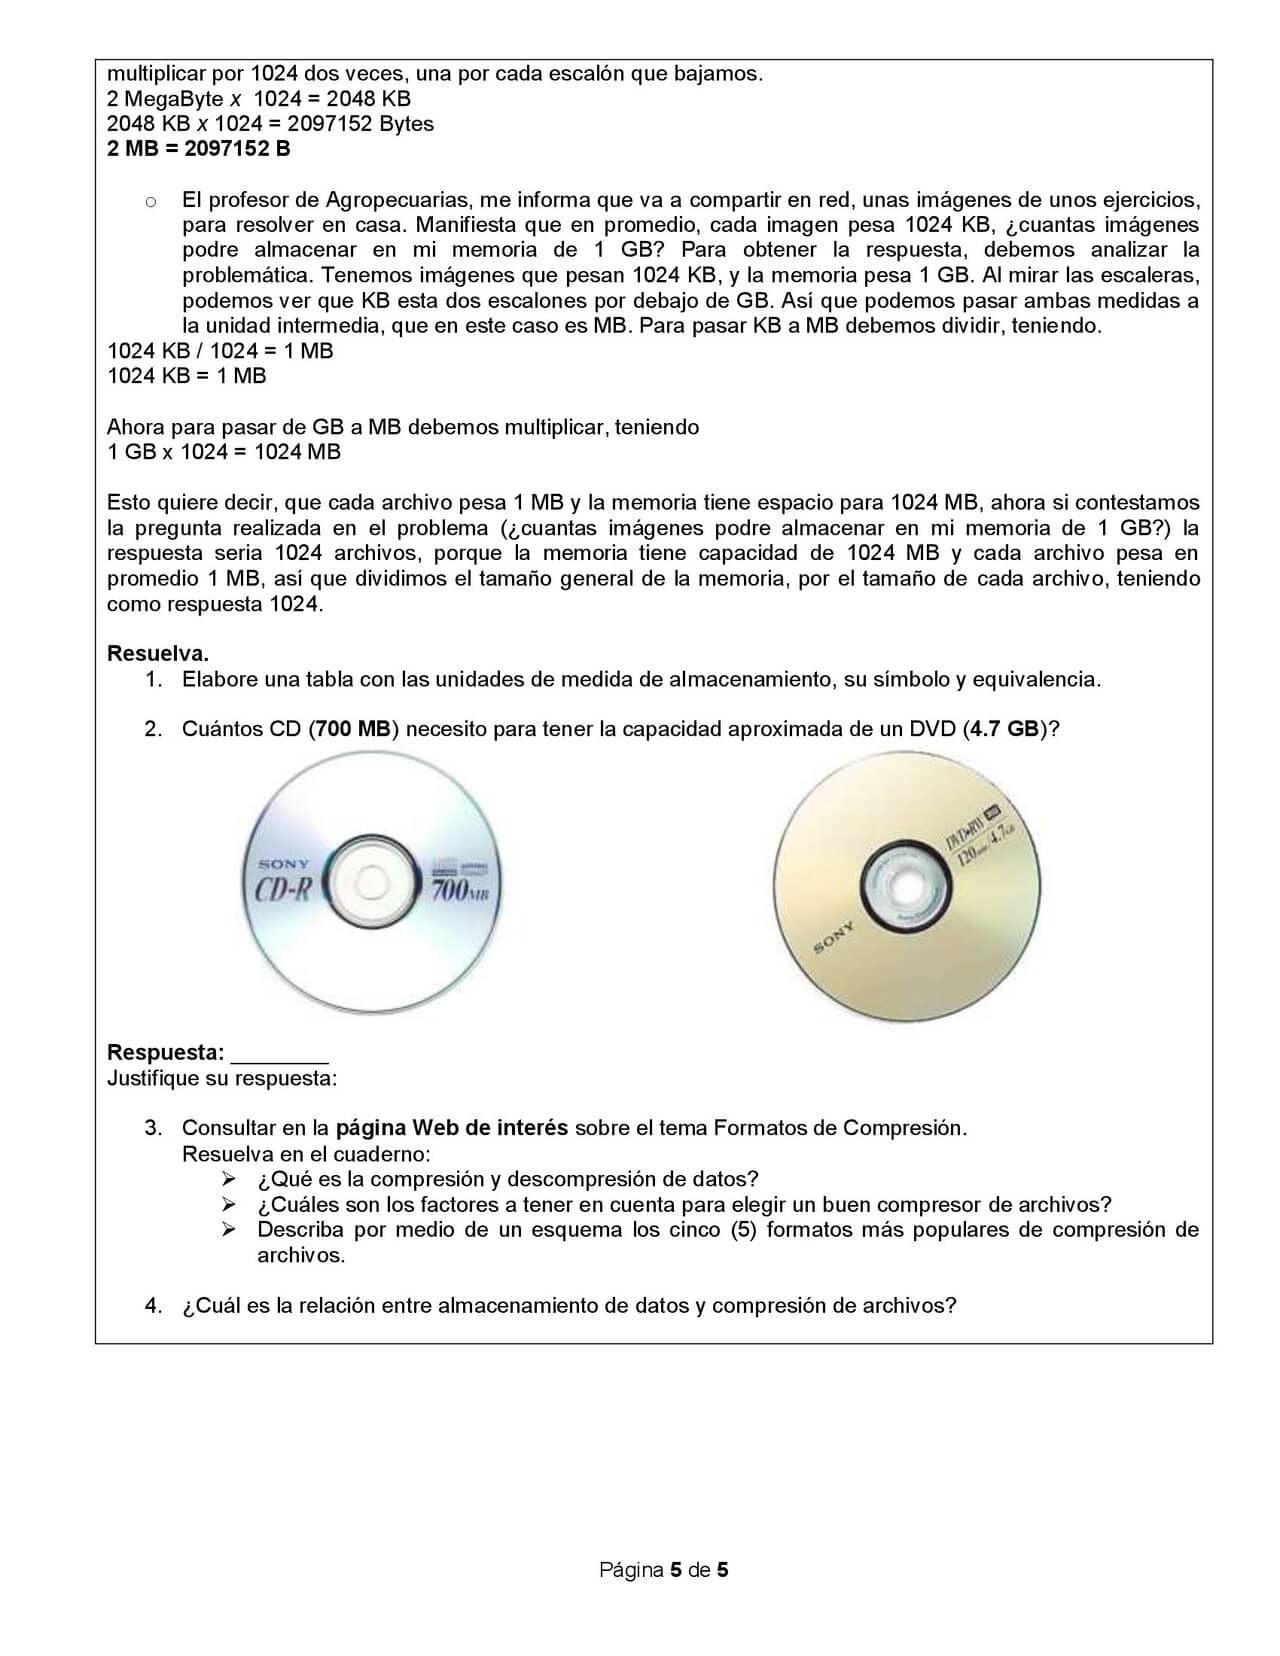 multiplicar por 1024 dos veces, una por cada escalón que bajamos.
2 MegaByte x 1024 = 2048 KB
2048 KB x 1024 = 2097152 Bytes
2 MB = 2097152 B
o El profesor de Agropecuarias, me informa que va a compartir en red, unas imágenes de unos ejercicios,
para resolver en casa. Manifiesta que en promedio, cada imagen pesa 1024 KB, ¿cuantas imágenes
podre almacenar en mi memoria de 1 GB? Para obtener la respuesta, debemos analizar la
problemática. Tenemos imágenes que pesan 1024 KB, y la memoria pesa 1 GB. Al mirar las escaleras,
podemos ver que KB esta dos escalones por debajo de GB. Así que podemos pasar ambas medidas a
la unidad intermedia, que en este caso es MB. Para pasar KB a MB debemos dividir, teniendo.
1024 KB / 1024 = 1 MB
1024 KB = 1 MB
Ahora para pasar de GB a MB debemos multiplicar, teniendo
1 GB x 1024 = 1024 MB
Esto quiere decir, que cada archivo pesa 1 MB y la memoria tiene espacio para 1024 MB, ahora si contestamos
la pregunta realizada en el problema (¿cuantas imágenes podre almacenar en mi memoria de 1 GB?) la
respuesta seria 1024 archivos, porque la memoria tiene capacidad de 1024 MB y cada archivo pesa en
promedio 1 MB, así que dividimos el tamaño general de la memoria, por el tamaño de cada archivo, teniendo
como respuesta 1024.
Resuelva.
1. Elabore una tabla con las unidades de medida de almacenamiento, su símbolo y equivalencia.
2. Cuántos CD (700 MB) necesito para tener la capacidad aproximada de un DVD (4.7 GB)?
SONY
CD-R
700MB
DVD+RW
120min/4.7GB
SONY
Respuesta: ________
Justifique su respuesta:
3. Consultar en la página Web de interés sobre el tema Formatos de Compresión.
Resuelva en el cuaderno:
➢ ¿Qué es la compresión y descompresión de datos?
➢ ¿Cuáles son los factores a tener en cuenta para elegir un buen compresor de archivos?
➢ Describa por medio de un esquema los cinco (5) formatos más populares de compresión de
archivos.
4. ¿Cuál es la relación entre almacenamiento de datos y compresión de archivos?
Página 5 de 5